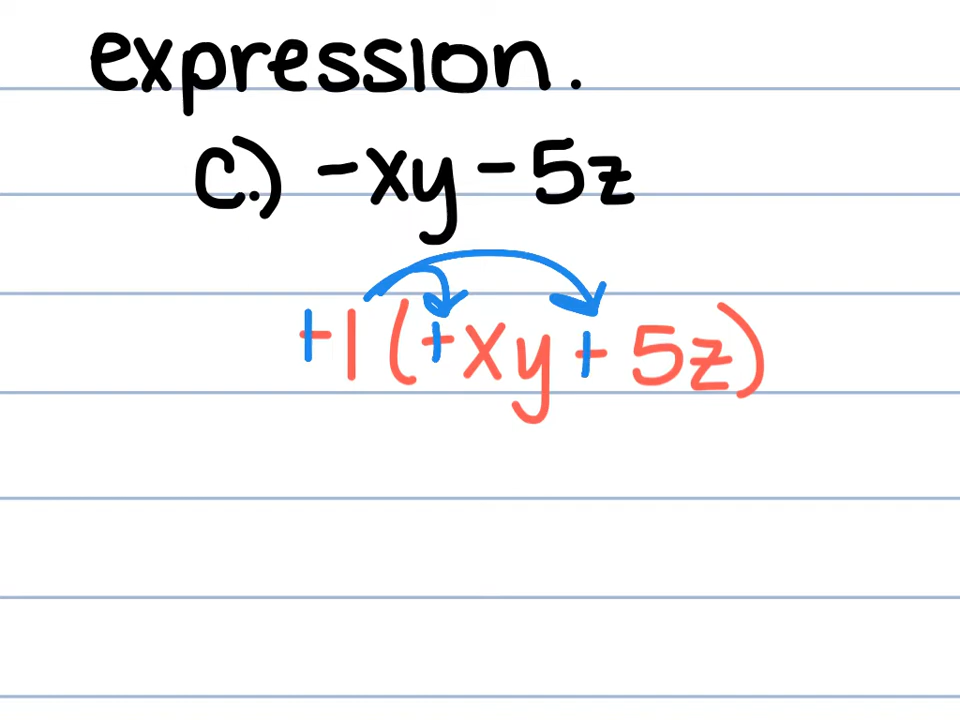 expression.
c.) -xy - 5z
+1(+xy + 5z)